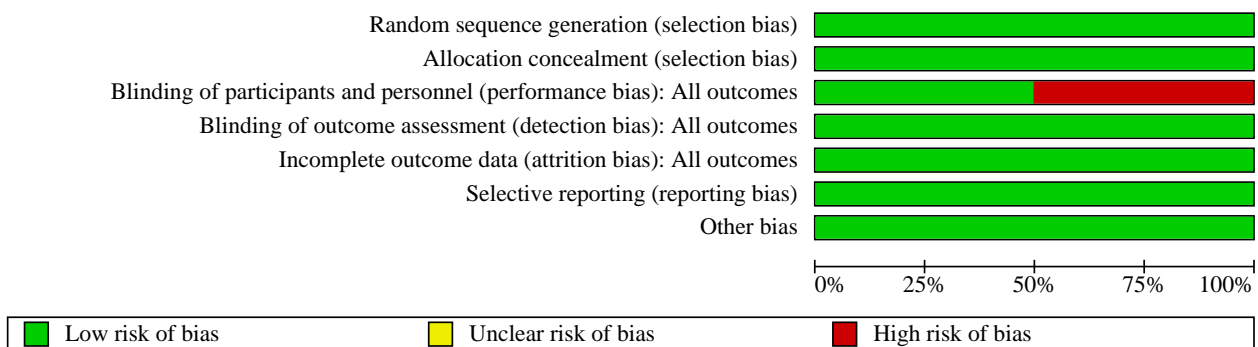 Random sequence generation (selection bias)
Allocation concealment (selection bias)
Blinding of participants and personnel (performance bias): All outcomes
Blinding of outcome assessment (detection bias): All outcomes
Incomplete outcome data (attrition bias): All outcomes
Selective reporting (reporting bias)
Other bias
0% 25% 50% 75% 100%
Low risk of bias Unclear risk of bias High risk of bias